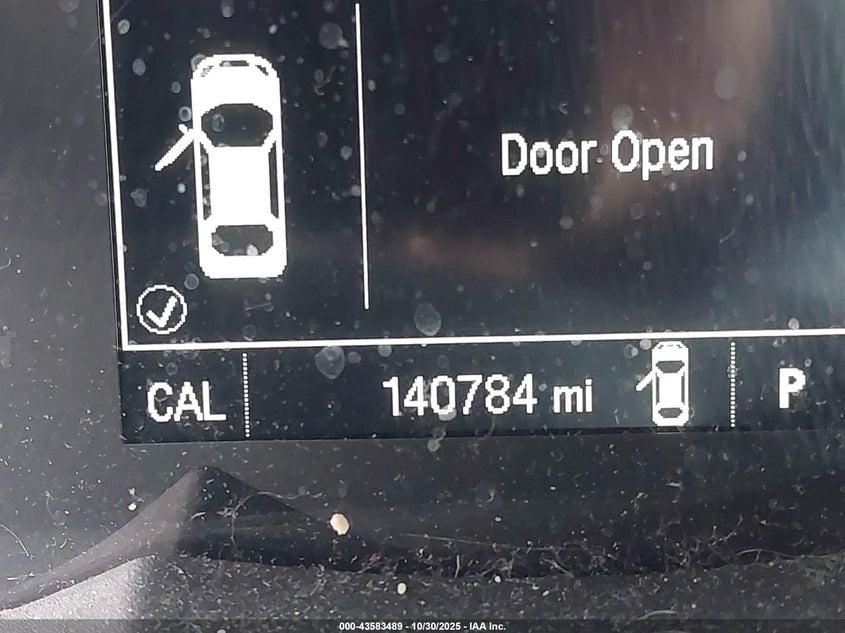 Door Open
CAL
140784 mi
P
000-43583489 - 10/30/2025 - IAA Inc.